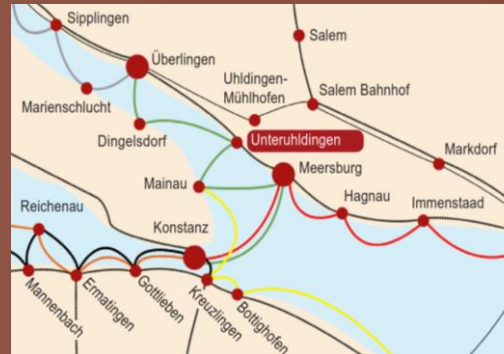 Sipplingen
Salem
Überlingen
Uhldingen-
Mühlhofen
Salem Bahnhof
Marienschlucht
Dingelsdorf
Unteruhldingen
Markdorf
Meersburg
Mainau
Hagnau
Immenstaad
Reichenau
Konstanz
Mannenbach
Ermatingen
Gottlieben
Kreuzlingen
Bottighofen